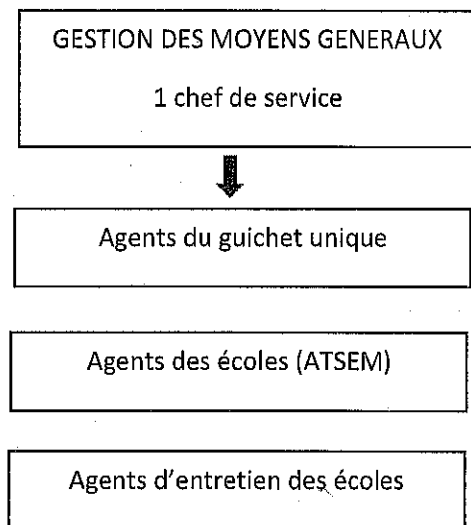 GESTION DES MOYENS GENERAUX
1 chef de service
Agents du guichet unique
Agents des écoles (ATSEM)
Agents d'entretien des écoles